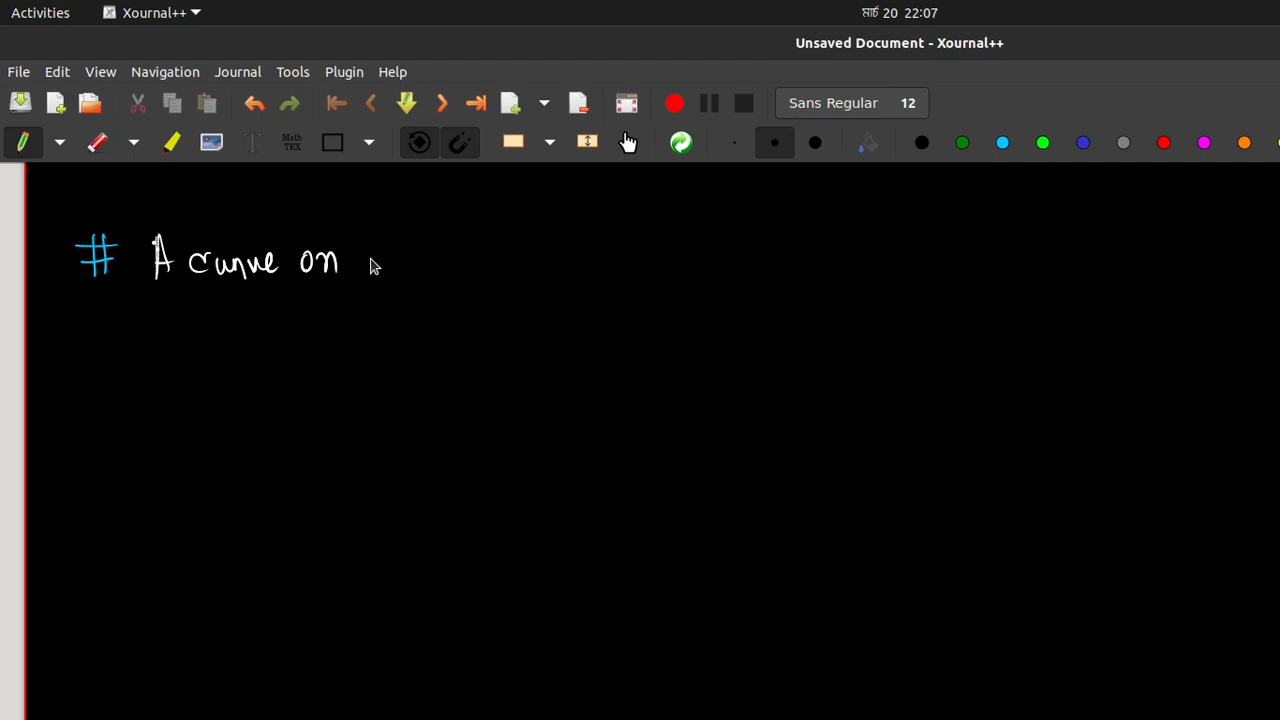 Activities Xournal++ মার্চ 20 22:07
Unsaved Document - Xournal++
File Edit View Navigation Journal Tools Plugin Help
Sans Regular 12
T Math TEX
# A curve on